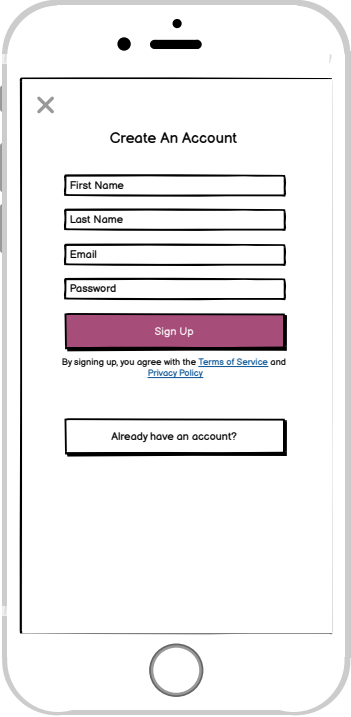 Create An Account
First Name
Last Name
Email
Password
Sign Up
By signing up, you agree with the Terms of Service and
Privacy Policy
Already have an account?